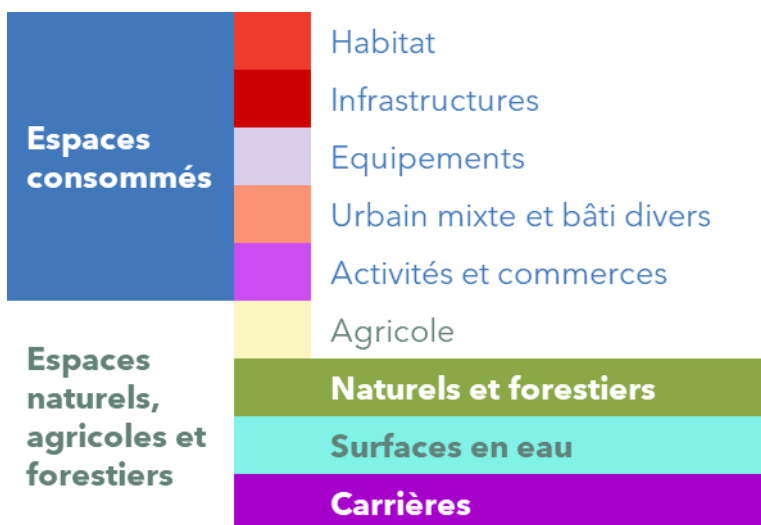 Espaces
consommés
Habitat
Infrastructures
Equipements
Urbain mixte et bâti divers
Activités et commerces
Espaces
naturels,
agricoles et
forestiers
Agricole
Naturels et forestiers
Surfaces en eau
Carrières